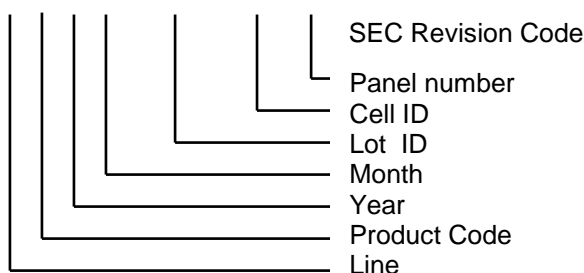 SEC Revision Code
Panel number
Cell ID
Lot ID
Month
Year
Product Code
Line